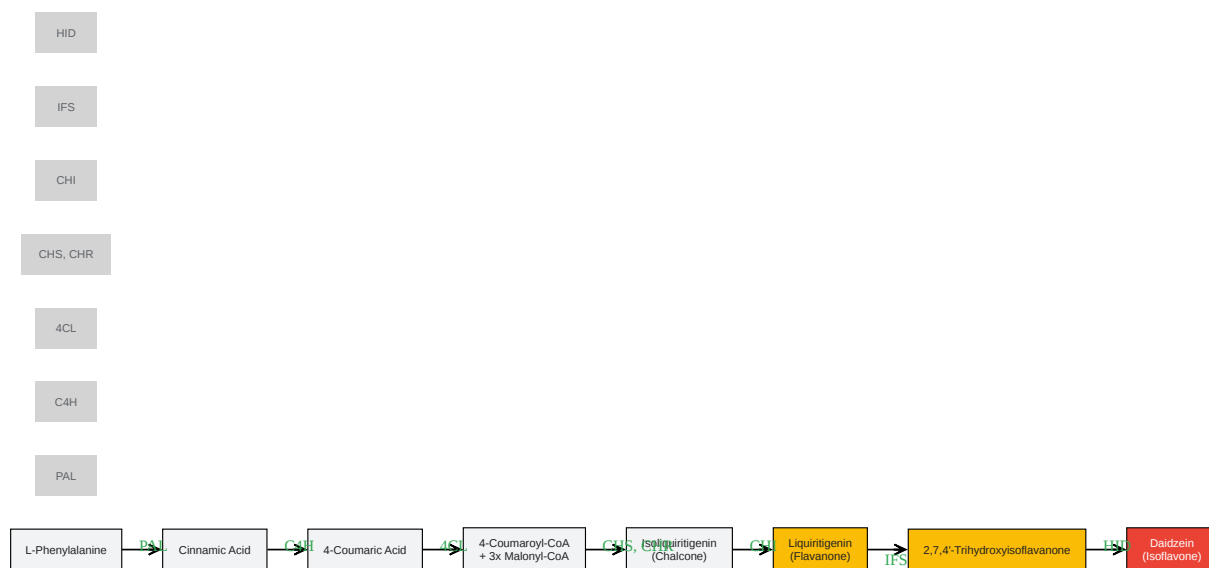 HID
IFS
CHI
CHS, CHR
4CL
C4H
PAL
L-Phenylalanine
PAL
Cinnamic Acid
C4H
4-Coumaric Acid
4CL
4-Coumaroyl-CoA
+ 3x Malonyl-CoA
CHS, CHR
Isoliquiritigenin
(Chalcone)
CHI
Liquiritigenin
(Flavanone)
IFS
2,7,4'-Trihydroxyisoflavanone
HID
Daidzein
(Isoflavone)